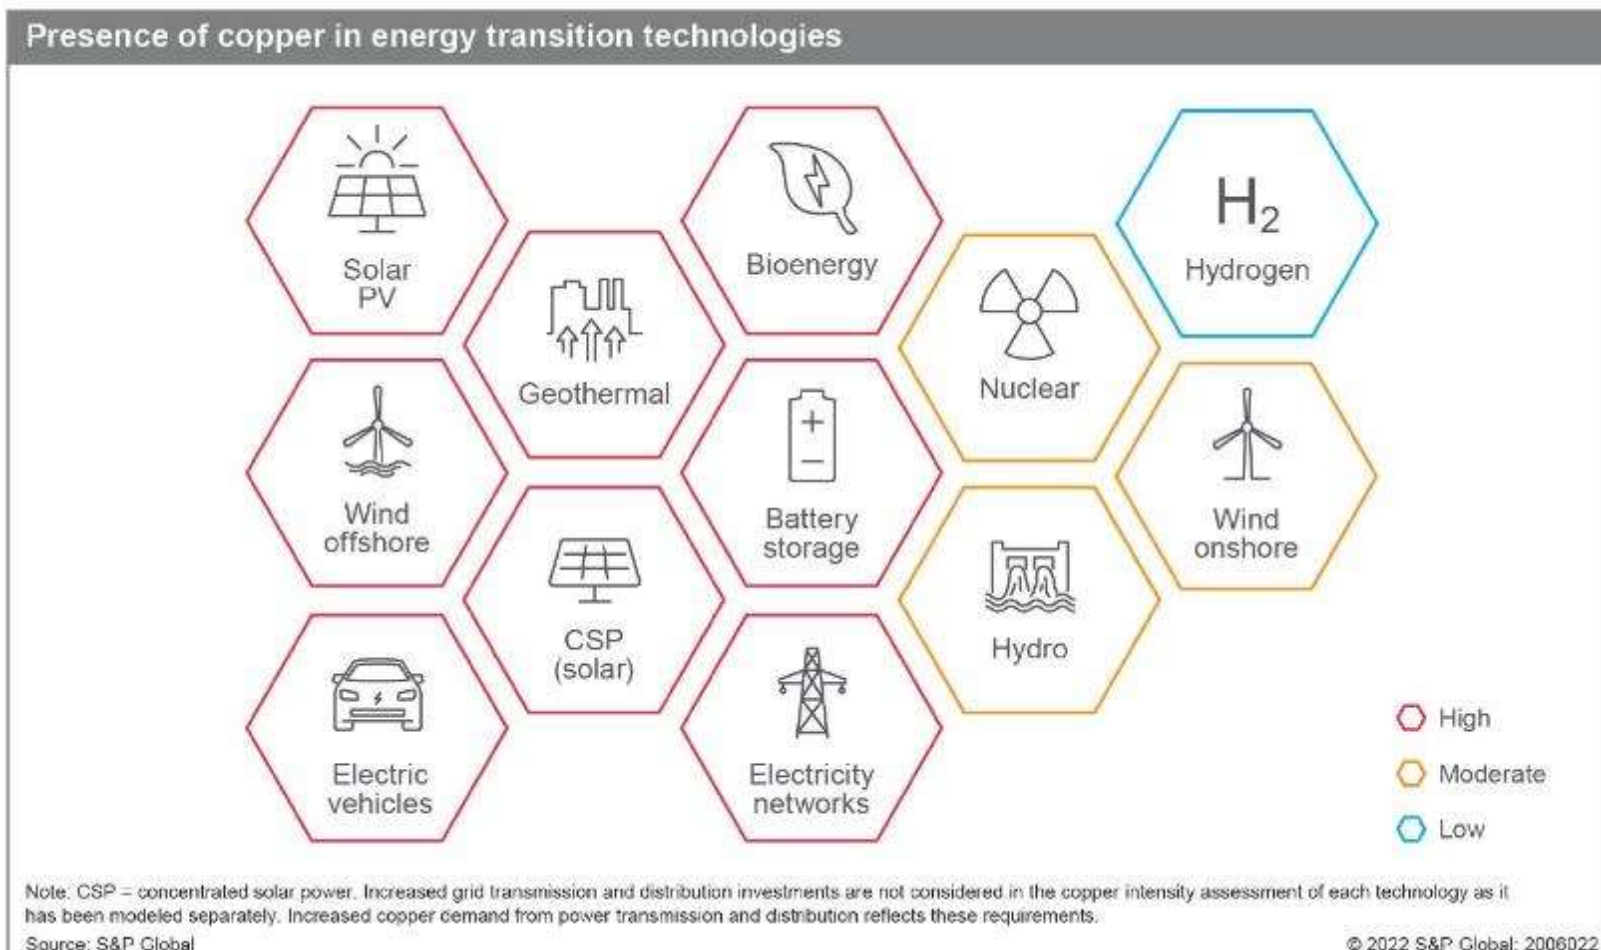 Presence of copper in energy transition technologies
Solar
PV
Geothermal
Bioenergy
Nuclear
H2
Hydrogen
Wind
offshore
CSP
(solar)
+
−
Battery
storage
Hydro
Wind
onshore
Electric
vehicles
Electricity
networks
High
Moderate
Low
Note: CSP = concentrated solar power. Increased grid transmission and distribution investments are not considered in the copper intensity assessment of each technology as it
has been modeled separately. Increased copper demand from power transmission and distribution reflects these requirements.
Source: S&P Global
© 2022 S&P Global: 2006022